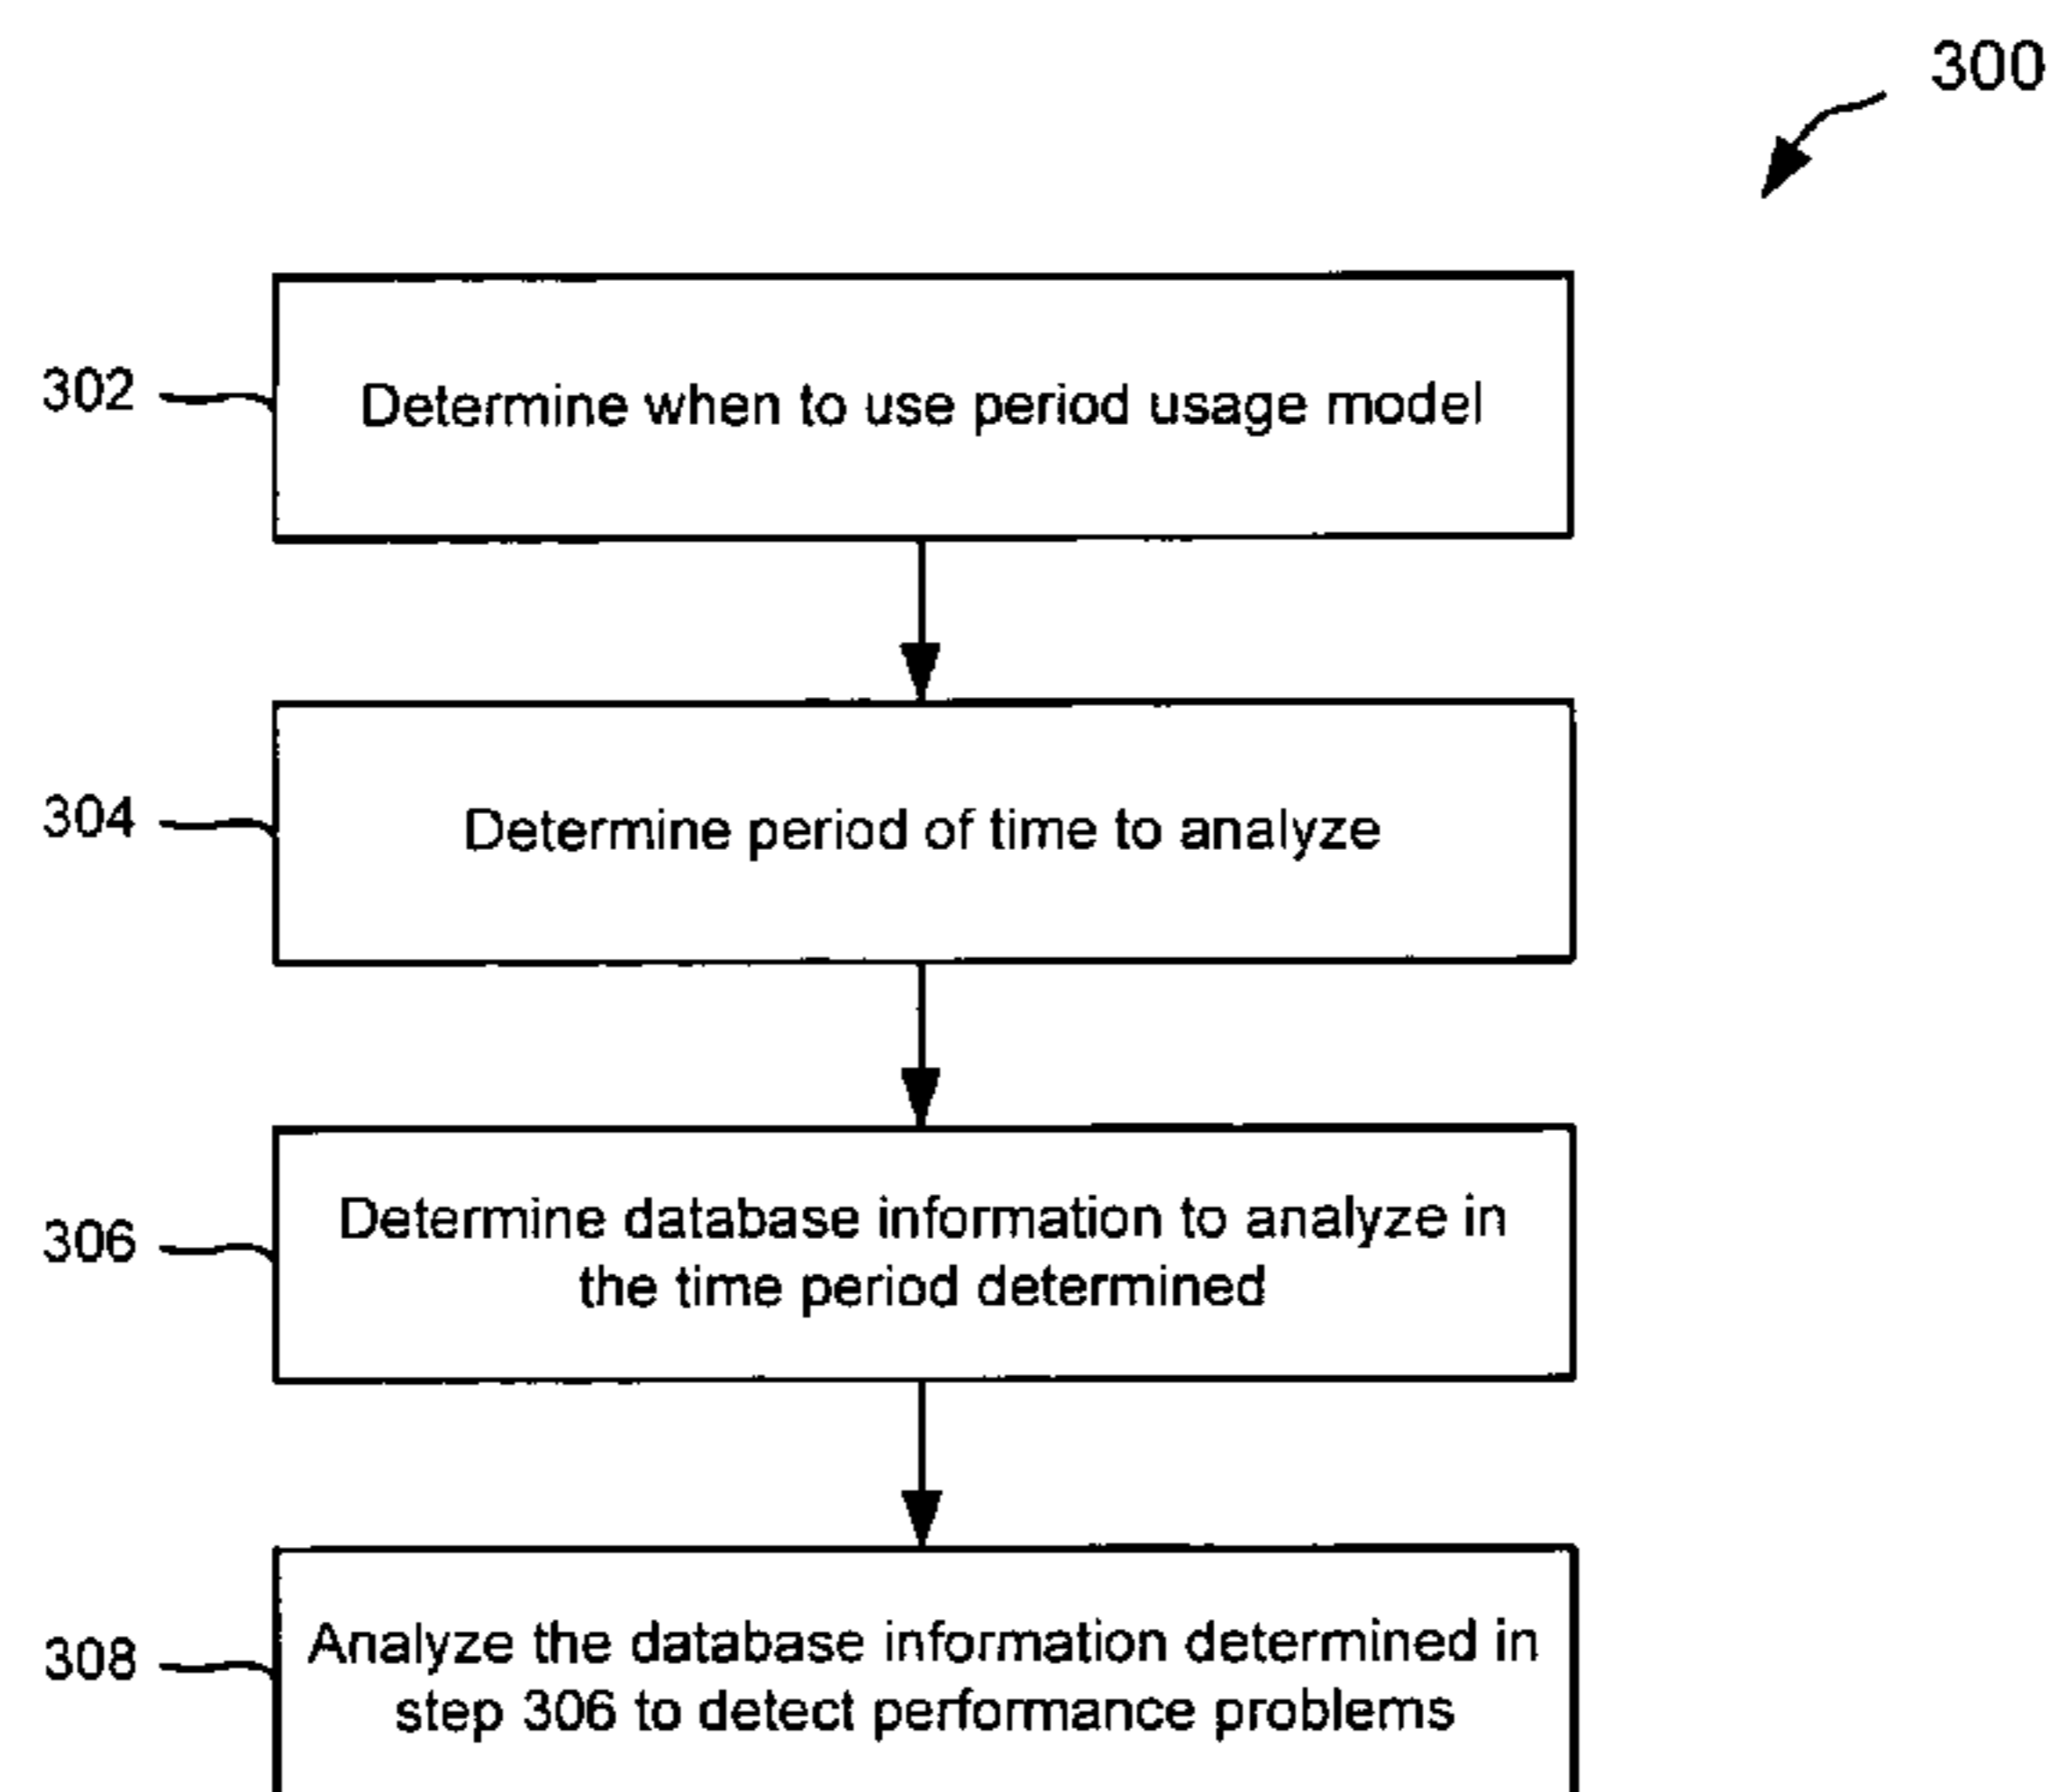 300
302
Determine when to use period usage model
304
Determine period of time to analyze
306
Determine database information to analyze in
the time period determined
308
Analyze the database information determined in
step 306 to detect performance problems